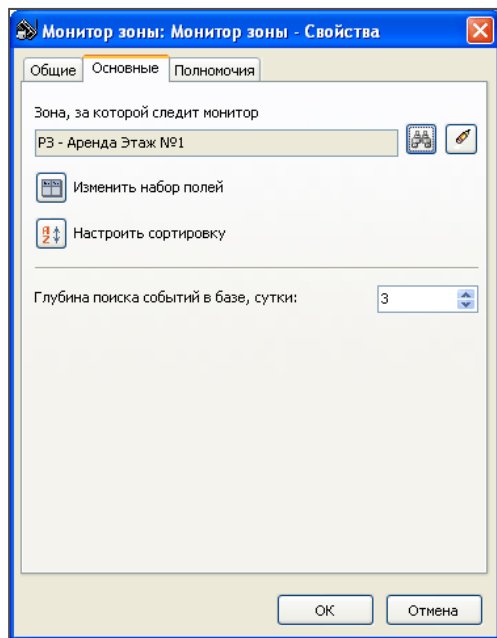 Монитор зоны: Монитор зоны - Свойства
Общие Основные Полномочия
Зона, за которой следит монитор
РЗ - Аренда Этаж №1
Изменить набор полей
Настроить сортировку
Глубина поиска событий в базе, сутки: 3
ОК Отмена